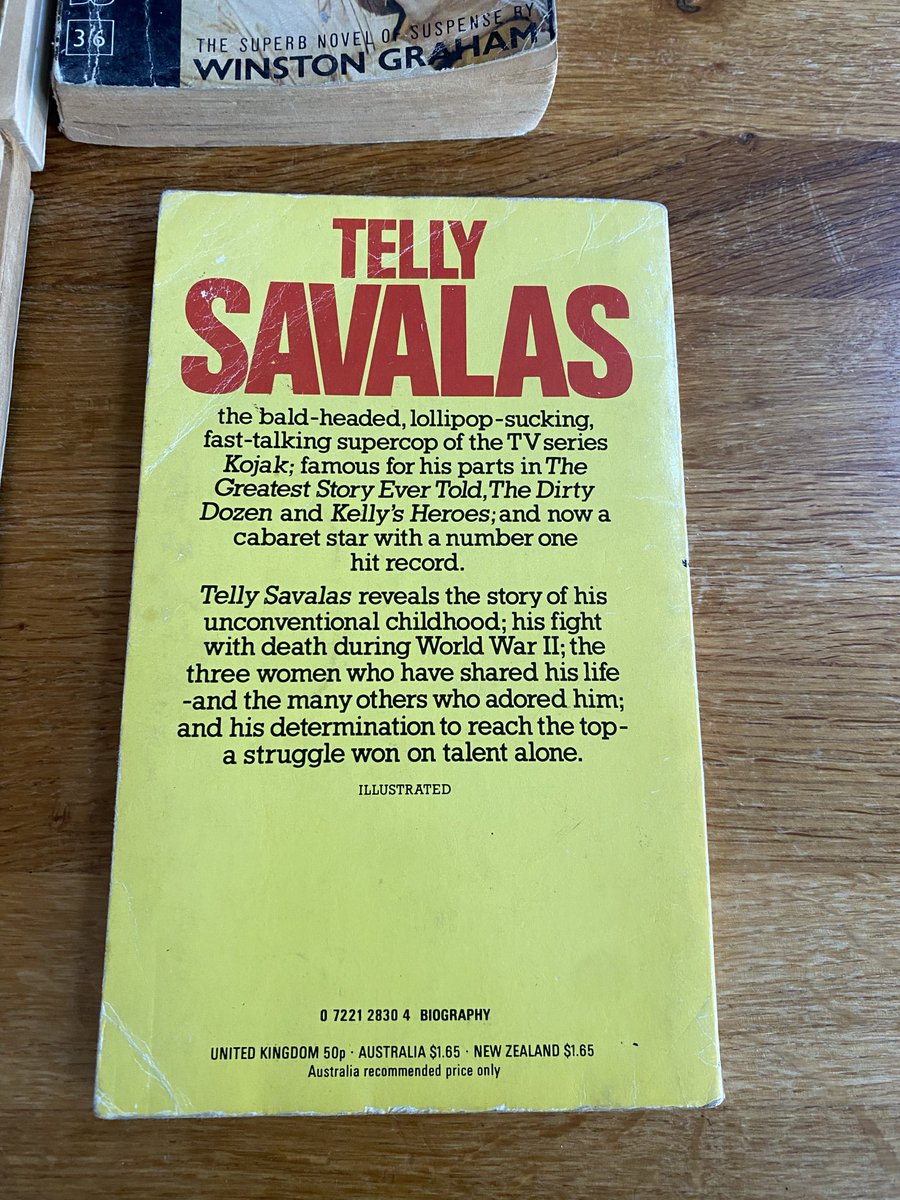 3/6
THE SUPERB NOVEL OF SUSPENSE BY
WINSTON GRAHAM
TELLY
SAVALAS
the bald-headed, lollipop-sucking,
fast-talking supercop of the TV series
Kojak; famous for his parts in The
Greatest Story Ever Told, The Dirty
Dozen and Kelly's Heroes; and now a
cabaret star with a number one
hit record.
Telly Savalas reveals the story of his
unconventional childhood; his fight
with death during World War II; the
three women who have shared his life
-and the many others who adored him;
and his determination to reach the top-
a struggle won on talent alone.
ILLUSTRATED
0 7221 2830 4 BIOGRAPHY
UNITED KINGDOM 50p · AUSTRALIA $1.65 · NEW ZEALAND $1.65
Australia recommended price only